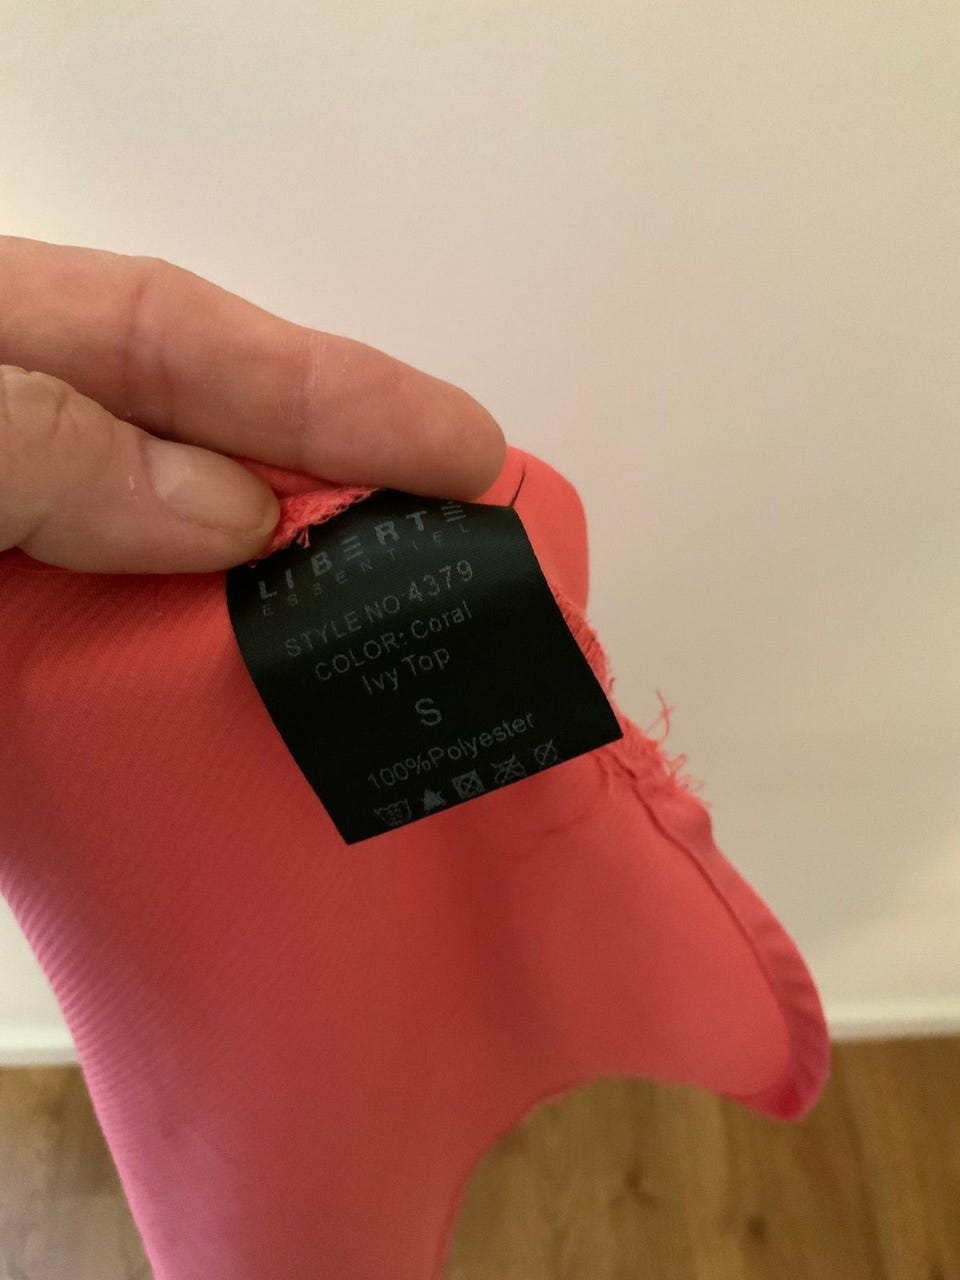 LIBERTE
ESSENTIEL
STYLE NO:4379
COLOR: Coral
Ivy Top
S
100%Polyester